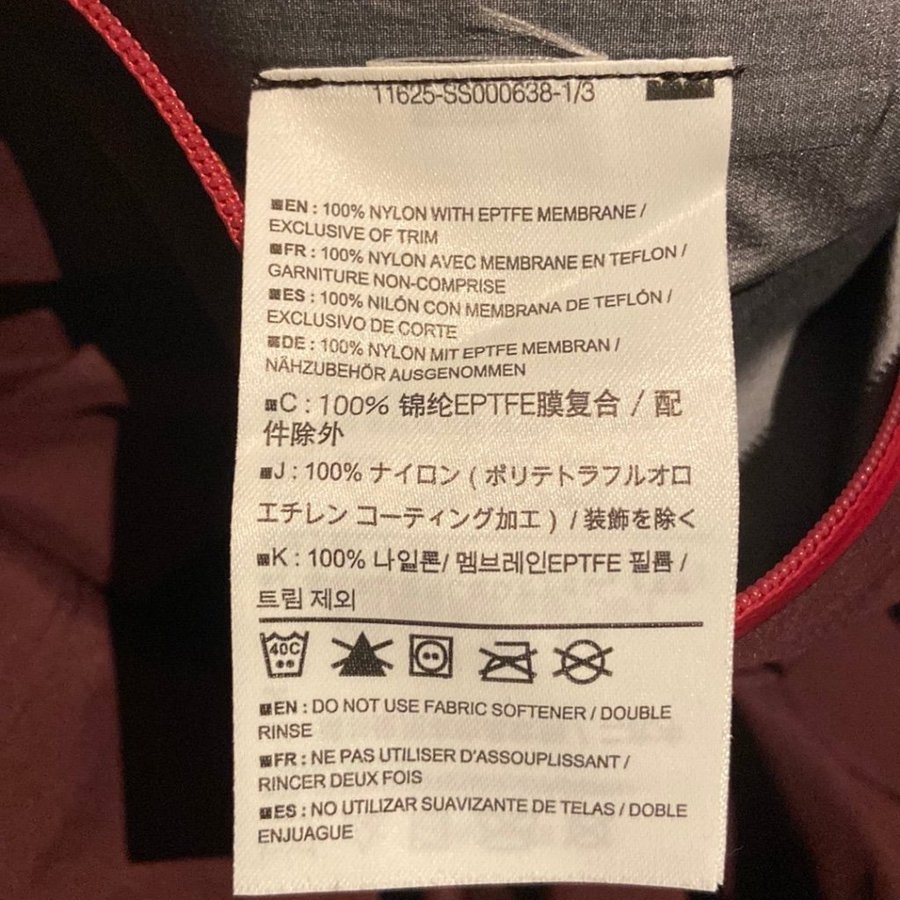 11625-SS000638-1/3
EN : 100% NYLON WITH EPTFE MEMBRANE /
EXCLUSIVE OF TRIM
FR : 100% NYLON AVEC MEMBRANE EN TEFLON /
GARNITURE NON-COMPRISE
ES : 100% NILÓN CON MEMBRANA DE TEFLÓN /
EXCLUSIVO DE CORTE
DE : 100% NYLON MIT EPTFE MEMBRAN /
NÄHZUBEHÖR AUSGENOMMEN
C : 100% 锦纶EPTFE膜复合 / 配
件除外
J : 100% ナイロン ( ポリテトラフルオロ
エチレン コーティング加工 ) / 装飾を除く
K : 100% 나일론/ 멤브레인EPTFE 필름 /
트림 제외
40C
EN : DO NOT USE FABRIC SOFTENER / DOUBLE
RINSE
FR : NE PAS UTILISER D'ASSOUPLISSANT /
RINCER DEUX FOIS
ES : NO UTILIZAR SUAVIZANTE DE TELAS / DOBLE
ENJUAGUE